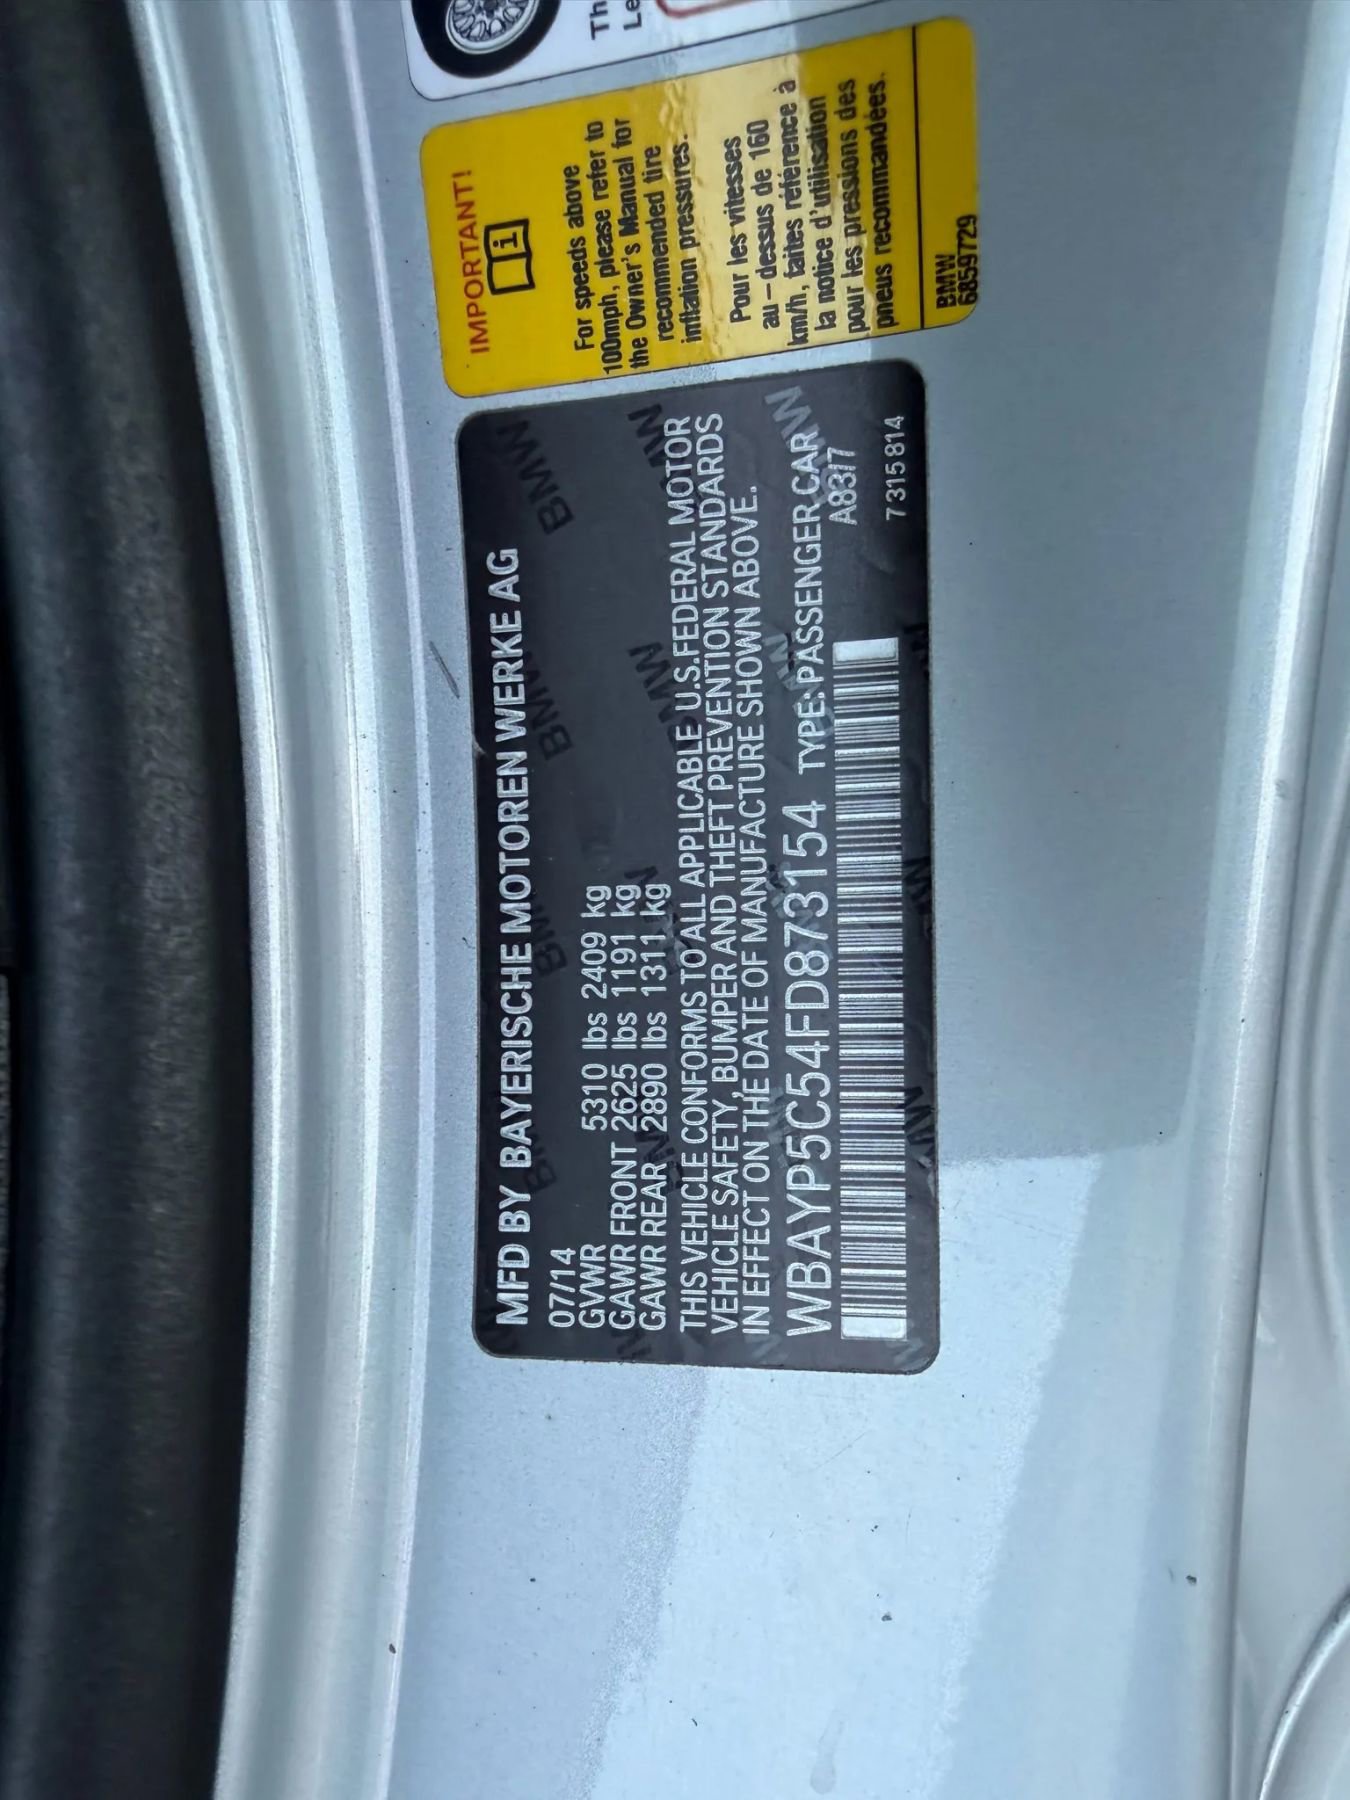 Th
Le
IMPORTANT!
i
For speeds above
100mph, please refer to
the Owner's Manual for
recommended tire
inflation pressures.
Pour les vitesses
au-dessus de 160
km/h, faites référence à
la notice d'utilisation
pour les pressions des
pneus recommandées.
BMW
6859729
MFD BY BAYERISCHE MOTOREN WERKE AG
07/14
GVWR 5310 lbs 2409 kg
GAWR FRONT 2625 lbs 1191 kg
GAWR REAR 2890 lbs 1311 kg
THIS VEHICLE CONFORMS TO ALL APPLICABLE U.S.FEDERAL MOTOR
VEHICLE SAFETY, BUMPER AND THEFT PREVENTION STANDARDS
IN EFFECT ON THE DATE OF MANUFACTURE SHOWN ABOVE.
WBAYP5C54FD873154 TYPE:PASSENGER CAR
A83/7
7315814